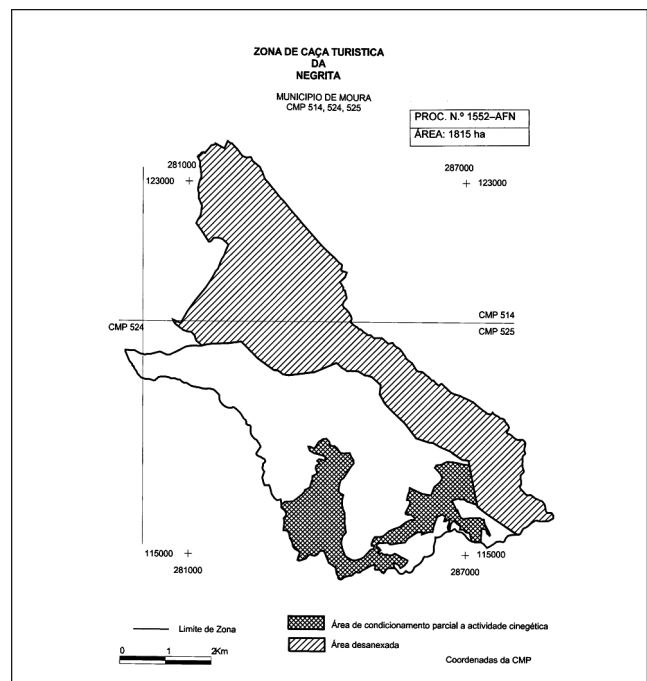 ZONA DE CAÇA TURISTICA
DA
NEGRITA
MUNICIPIO DE MOURA
CMP 514, 524, 525
PROC. N.º 1552–AFN
ÁREA: 1815 ha
281000
123000
287000
123000
CMP 514
CMP 524
CMP 525
115000
281000
115000
287000
Limite de Zona
Área de condicionamento parcial a actividade cinegética
Área desanexada
0 1 2Km
Coordenadas da CMP